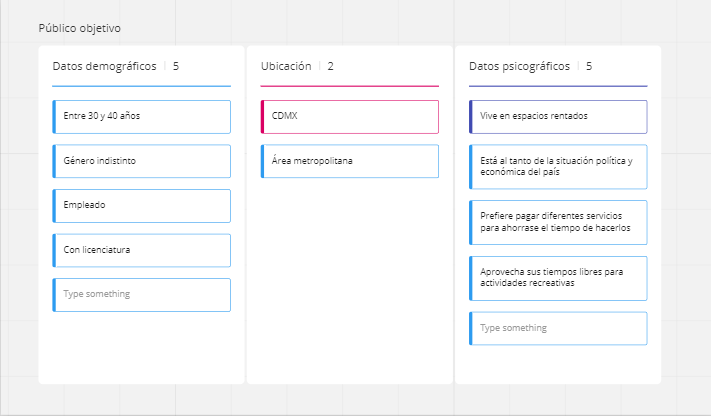 Público objetivo
Datos demográficos | 5
Entre 30 y 40 años
Género indistinto
Empleado
Con licenciatura
Type something
Ubicación | 2
CDMX
Área metropolitana
Datos psicográficos | 5
Vive en espacios rentados
Está al tanto de la situación política y
económica del país
Prefiere pagar diferentes servicios
para ahorrase el tiempo de hacerlos
Aprovecha sus tiempos libres para
actividades recreativas
Type something